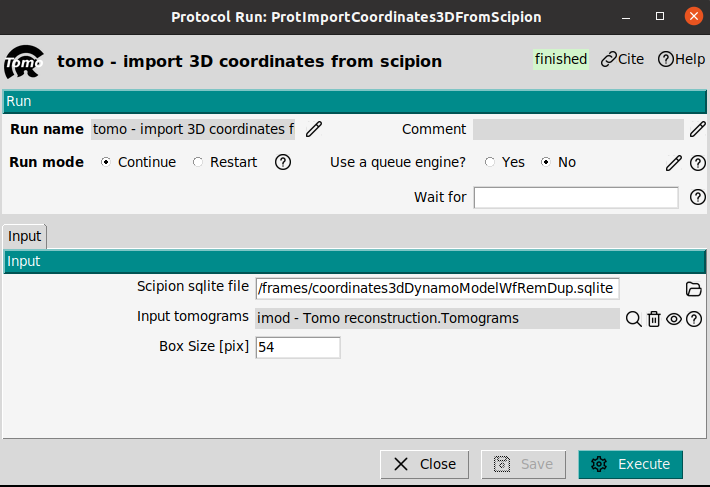 Protocol Run: ProtImportCoordinates3DFromScipion
Tomo tomo - import 3D coordinates from scipion finished Cite Help
Run
Run name tomo - import 3D coordinates f Comment
Run mode Continue Restart Use a queue engine? Yes No
Wait for
Input
Input
Scipion sqlite file /frames/coordinates3dDynamoModelWfRemDup.sqlite
Input tomograms imod - Tomo reconstruction.Tomograms
Box Size [pix] 54
Close Save Execute